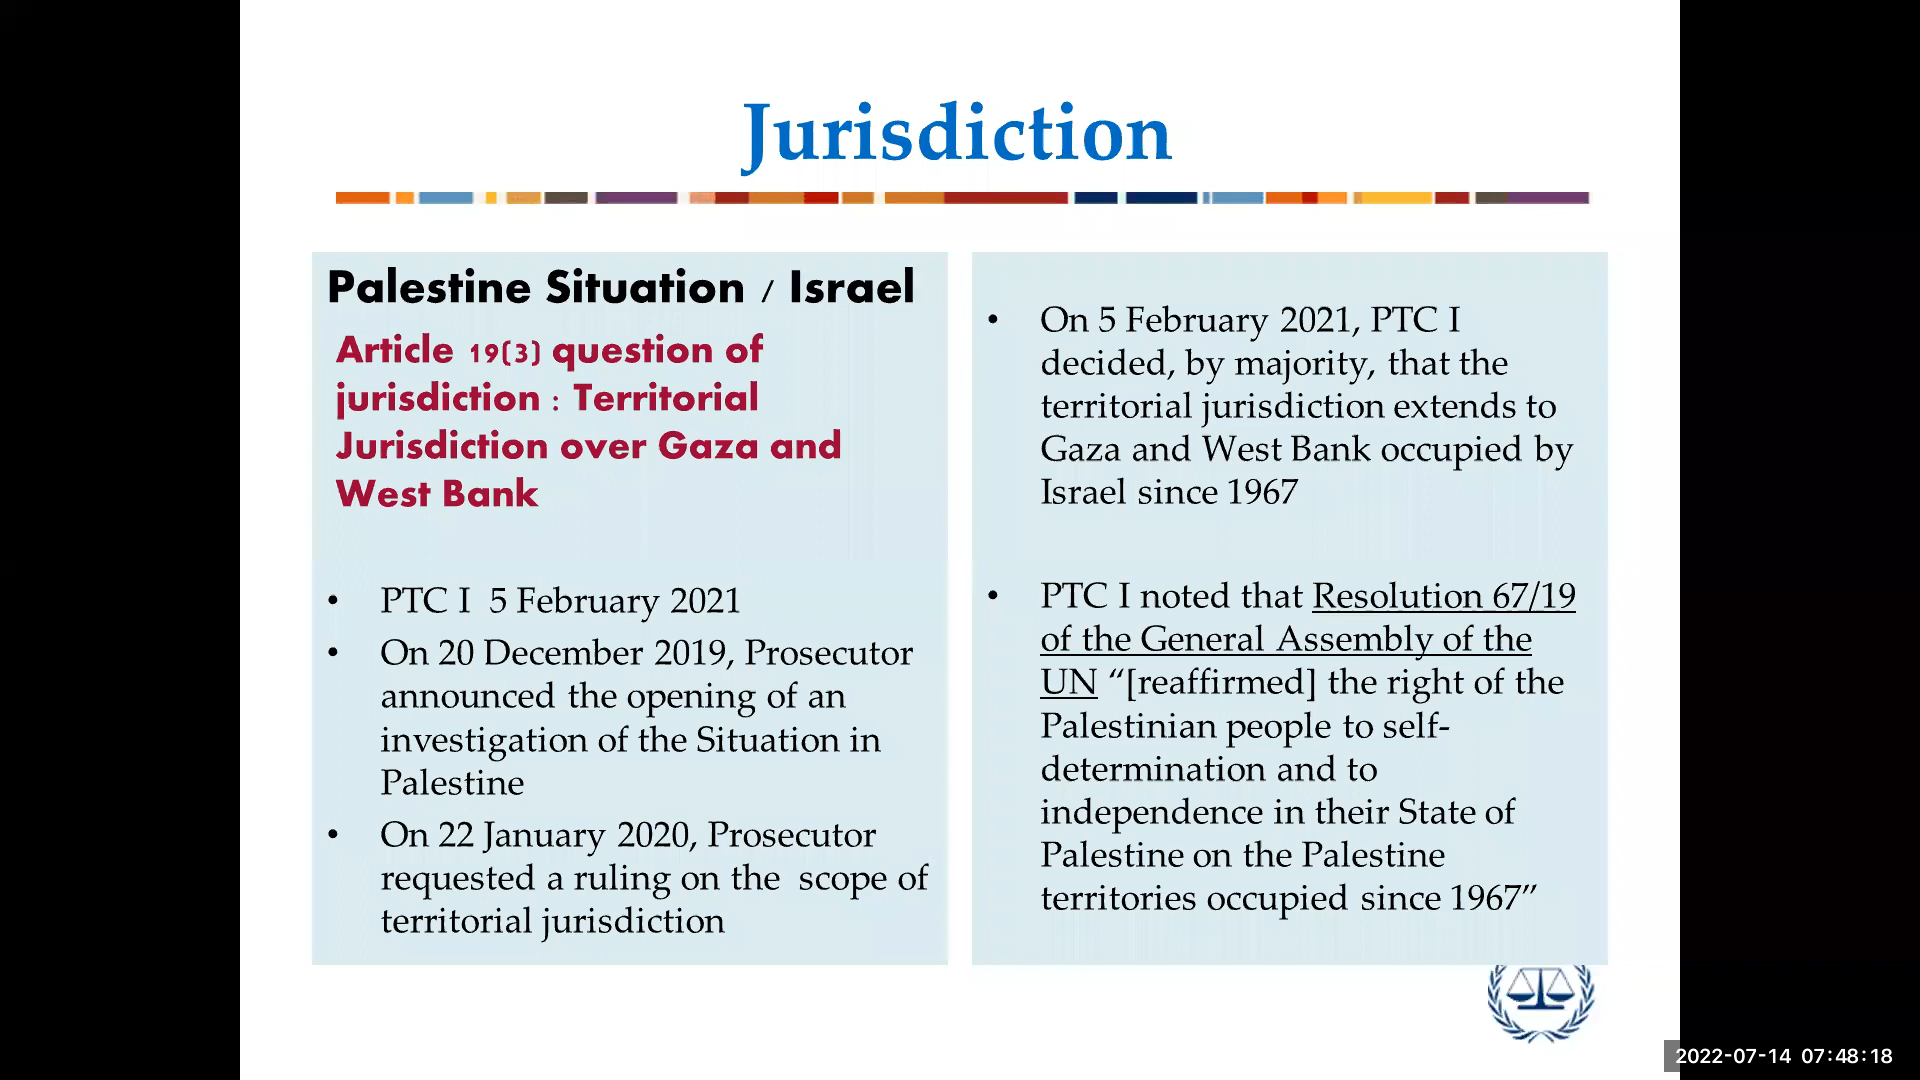 Jurisdiction
Palestine Situation / Israel
Article 19(3) question of
jurisdiction : Territorial
Jurisdiction over Gaza and
West Bank
• PTC I  5 February 2021
• On 20 December 2019, Prosecutor
announced the opening of an
investigation of the Situation in
Palestine
• On 22 January 2020, Prosecutor
requested a ruling on the  scope of
territorial jurisdiction
• On 5 February 2021, PTC I
decided, by majority, that the
territorial jurisdiction extends to
Gaza and West Bank occupied by
Israel since 1967
• PTC I noted that Resolution 67/19
of the General Assembly of the
UN “[reaffirmed] the right of the
Palestinian people to self-
determination and to
independence in their State of
Palestine on the Palestine
territories occupied since 1967”
2022-07-14 07:48:18